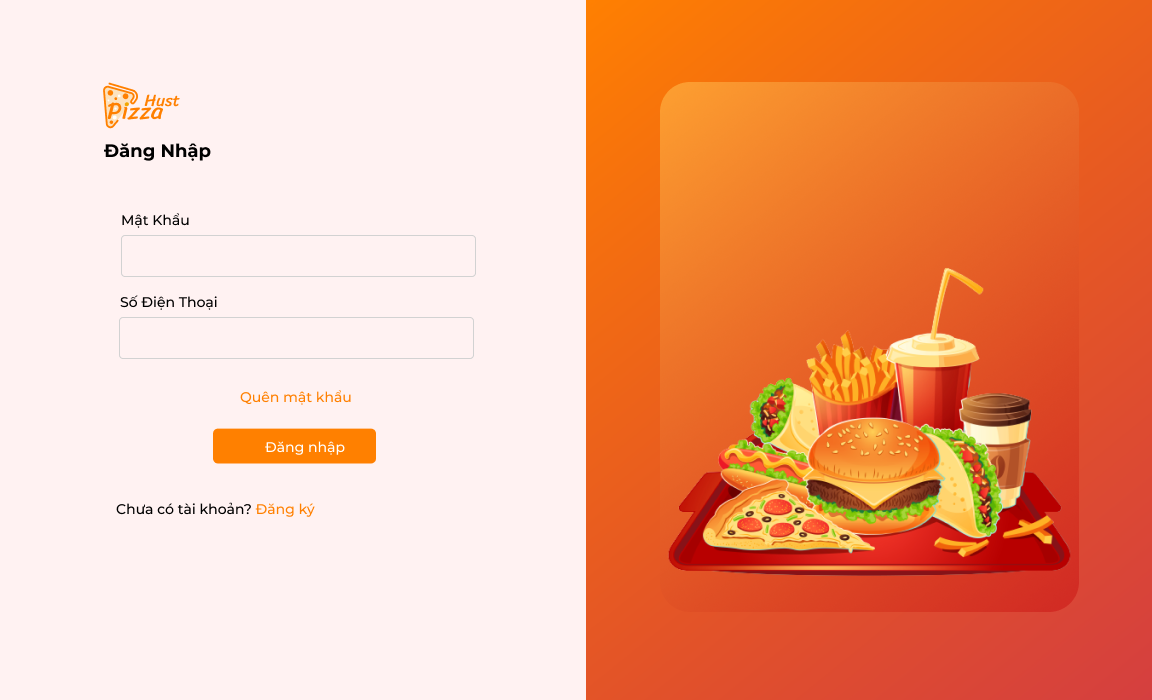 Hust
Pizza
Đăng Nhập
Mật Khẩu
Số Điện Thoại
Quên mật khẩu
Đăng nhập
Chưa có tài khoản? Đăng ký